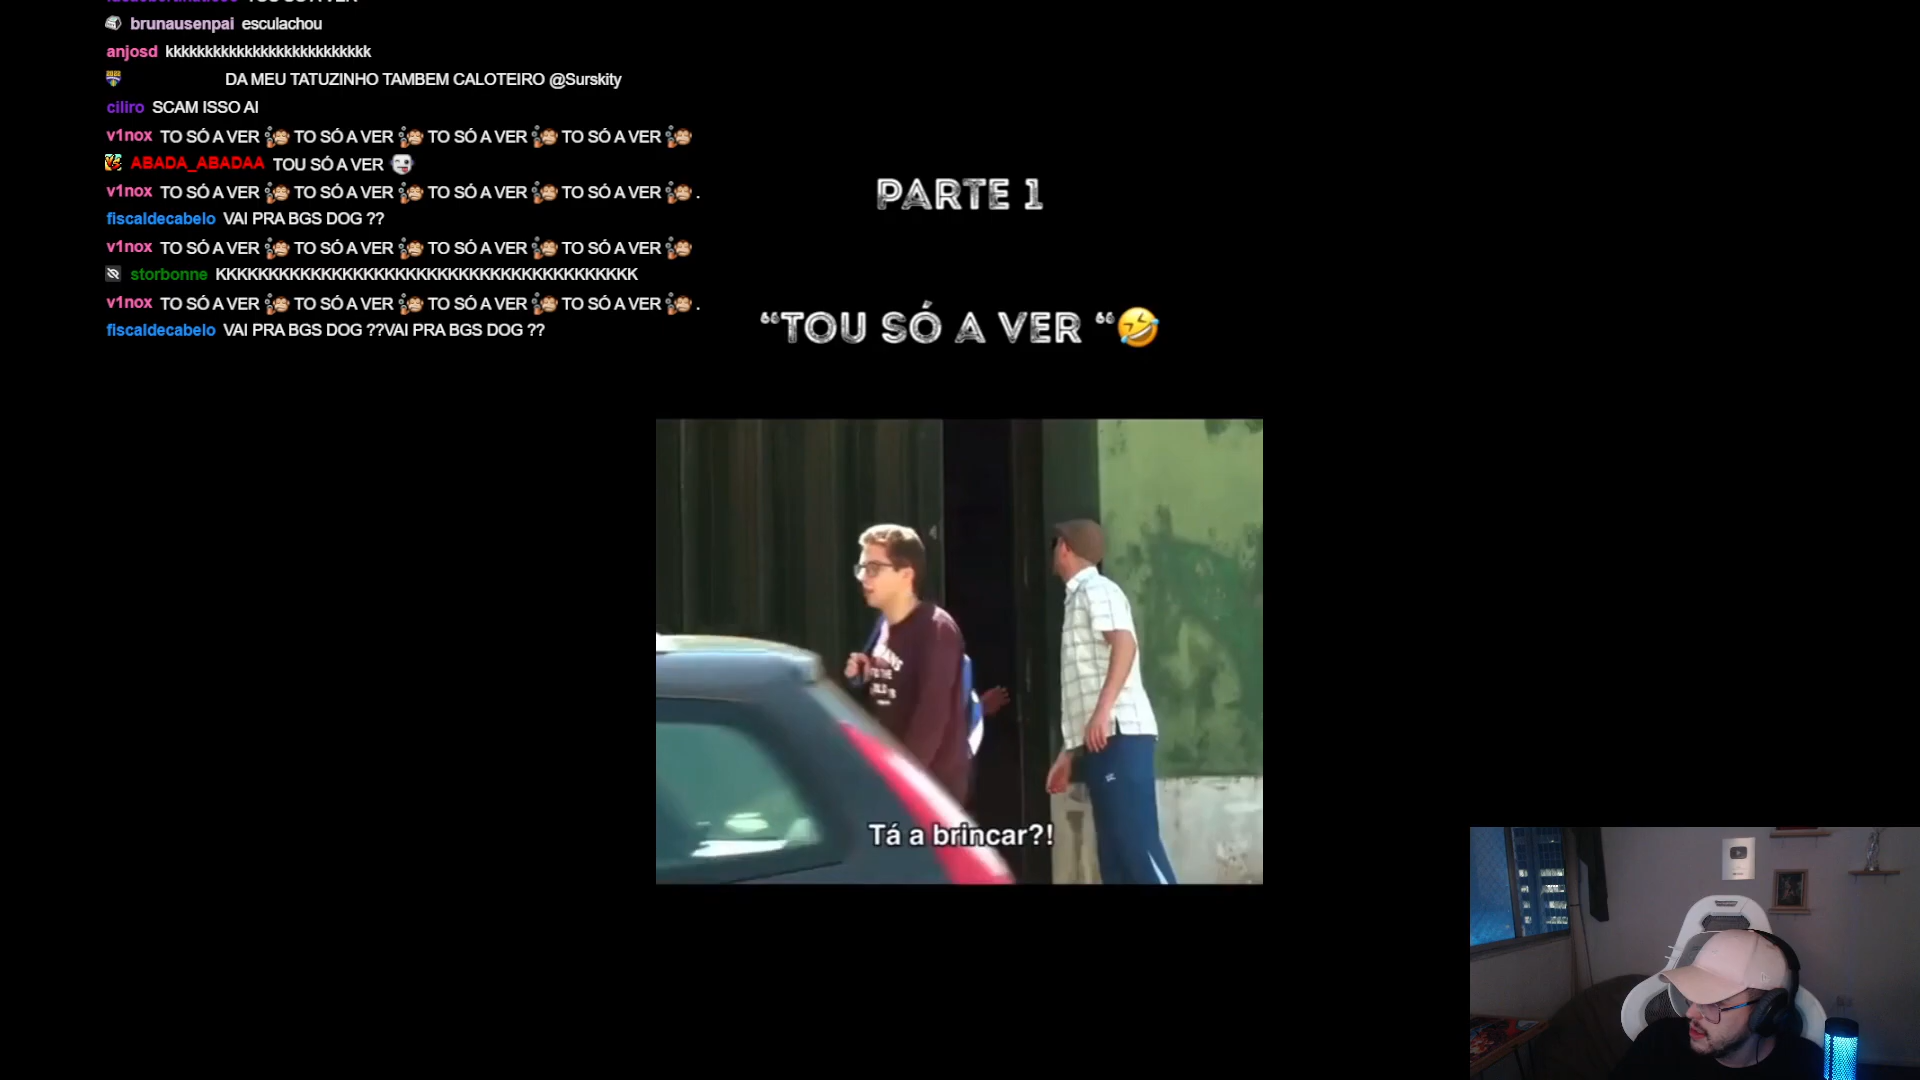 brunausenpai esculachou
anjosd kkkkkkkkkkkkkkkkkkkkkkkkkk
DA MEU TATUZINHO TAMBEM CALOTEIRO @Surskity
ciliro SCAM ISSO AI
v1nox TO SÓ A VER TO SÓ A VER TO SÓ A VER TO SÓ A VER
ABADA_ABADAA TOU SÓ A VER
v1nox TO SÓ A VER TO SÓ A VER TO SÓ A VER TO SÓ A VER .
fiscaldecabelo VAI PRA BGS DOG ??
v1nox TO SÓ A VER TO SÓ A VER TO SÓ A VER TO SÓ A VER
storbonne KKKKKKKKKKKKKKKKKKKKKKKKKKKKKKKKKKKKKKKK
v1nox TO SÓ A VER TO SÓ A VER TO SÓ A VER TO SÓ A VER .
fiscaldecabelo VAI PRA BGS DOG ??VAI PRA BGS DOG ??
PARTE 1
“TOU SÓ A VER “🤣
Tá a brincar?!